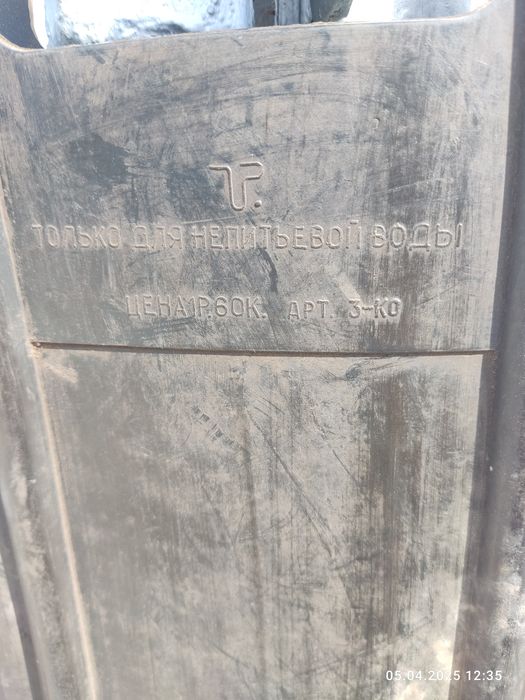 ТОЛЬКО ДЛЯ НЕПИТЬЕВОЙ ВОДЫ
ЦЕНА 1Р.60К. АРТ. 3-КО
05.04.2025 12:35